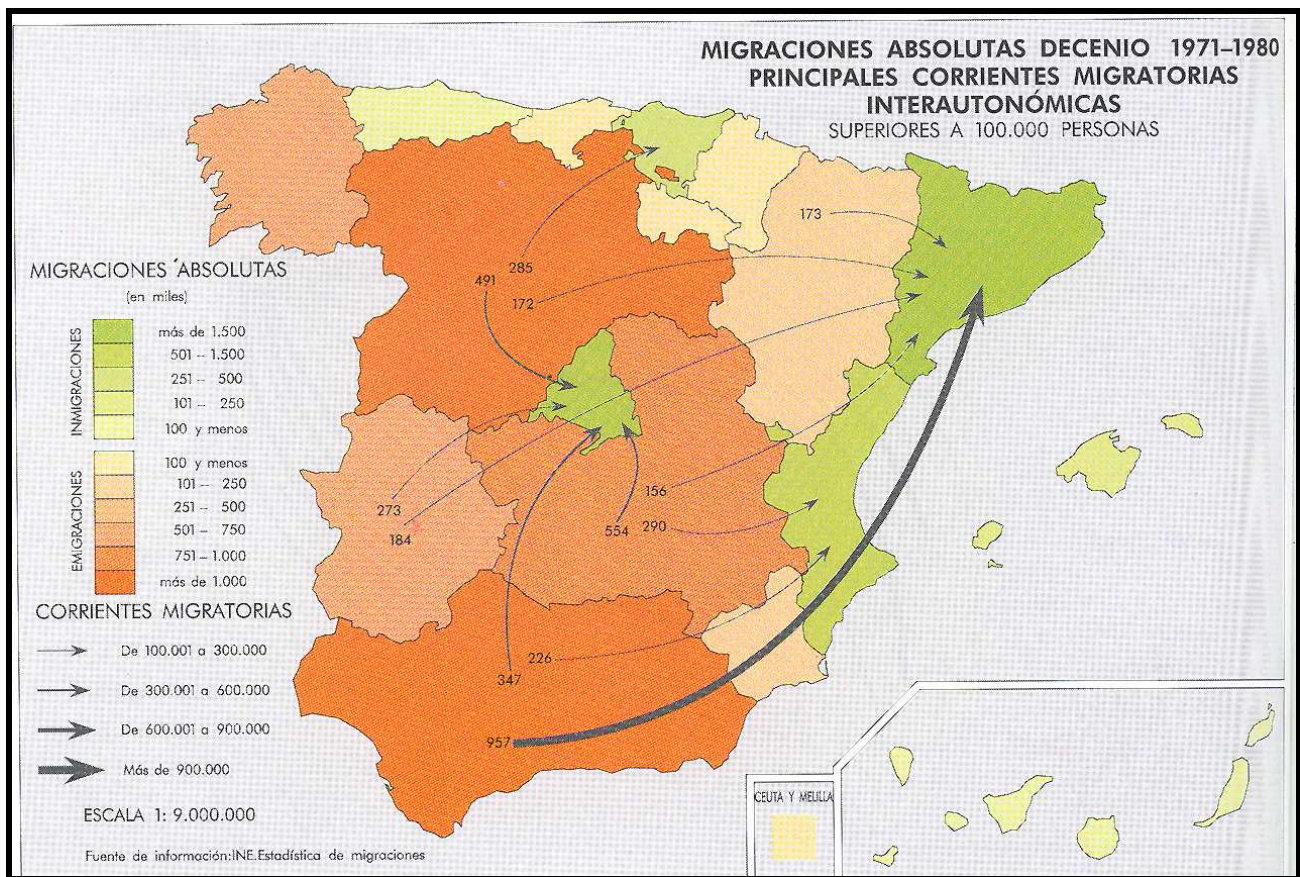 MIGRACIONES ABSOLUTAS DECENIO 1971–1980
PRINCIPALES CORRIENTES MIGRATORIAS
INTERAUTONÓMICAS
SUPERIORES A 100.000 PERSONAS
173
285
491
172
273
184
156
554
290
226
347
957
MIGRACIONES ABSOLUTAS
(en miles)
INMIGRACIONES
más de 1.500
501 – 1.500
251 – 500
101 – 250
100 y menos
EMIGRACIONES
100 y menos
101 – 250
251 – 500
501 – 750
751 – 1.000
más de 1.000
CORRIENTES MIGRATORIAS
De 100.001 a 300.000
De 300.001 a 600.000
De 600.001 a 900.000
Más de 900.000
ESCALA 1: 9.000.000
Fuente de información:INE.Estadística de migraciones
CEUTA Y MELILLA